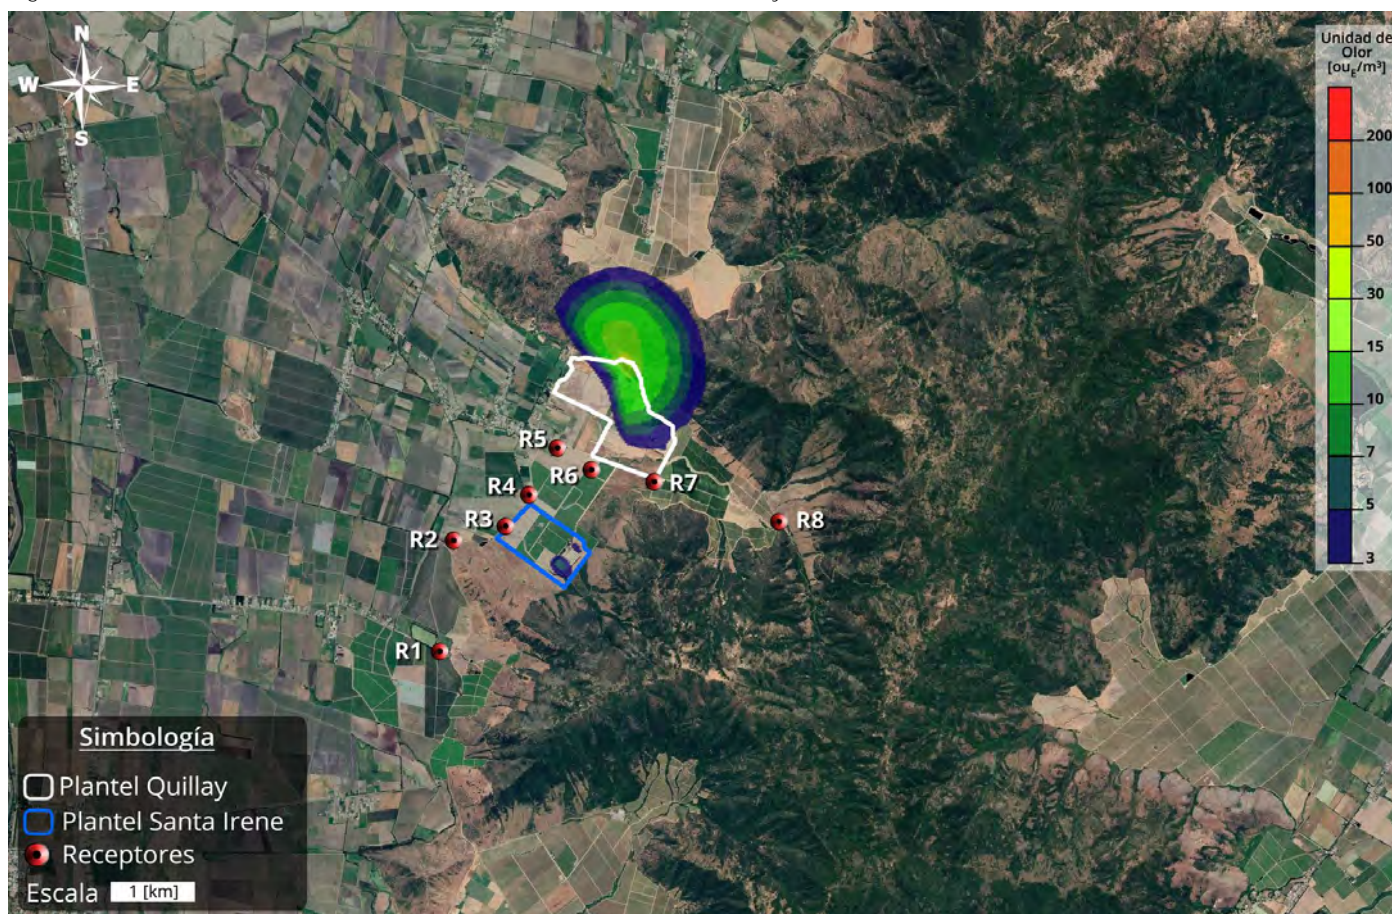 N
W E
S
Unidad de
Olor
[ou_E/m³]
200
100
50
30
15
10
7
5
3
R5
R6
R7
R4
R3
R2
R8
R1
Simbología
Plantel Quillay
Plantel Santa Irene
Receptores
Escala 1 [km]